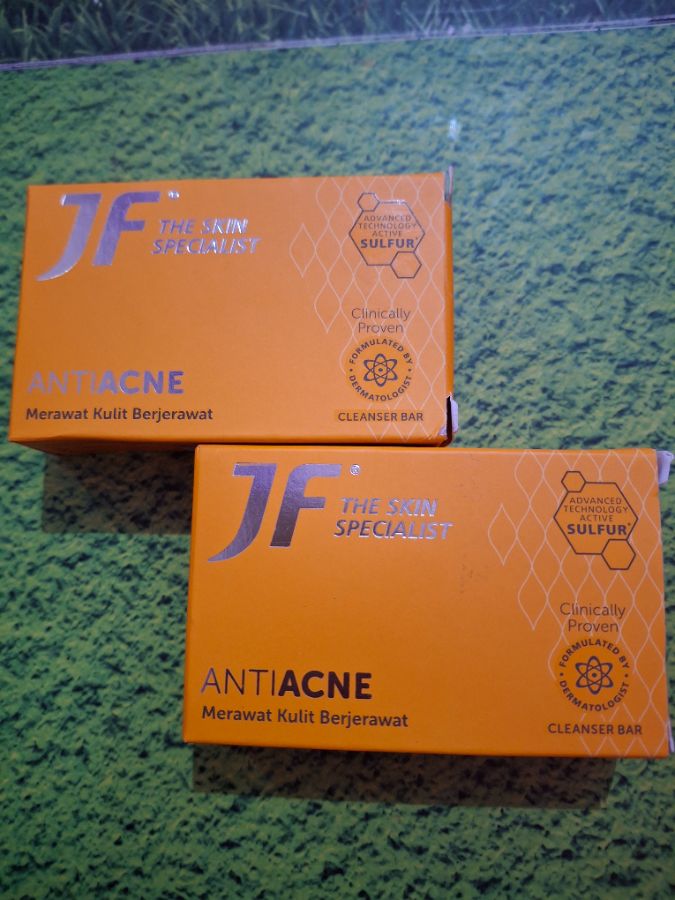 JF™
THE SKIN
SPECIALIST
ADVANCED
TECHNOLOGY
ACTIVE
SULFUR
Clinically
Proven
FORMULATED BY
DERMATOLOGIST
ANTIACNE
Merawat Kulit Berjerawat
CLEANSER BAR
JF®
THE SKIN
SPECIALIST
ADVANCED
TECHNOLOGY
ACTIVE
SULFUR
Clinically
Proven
FORMULATED BY
DERMATOLOGIST
ANTIACNE
Merawat Kulit Berjerawat
CLEANSER BAR